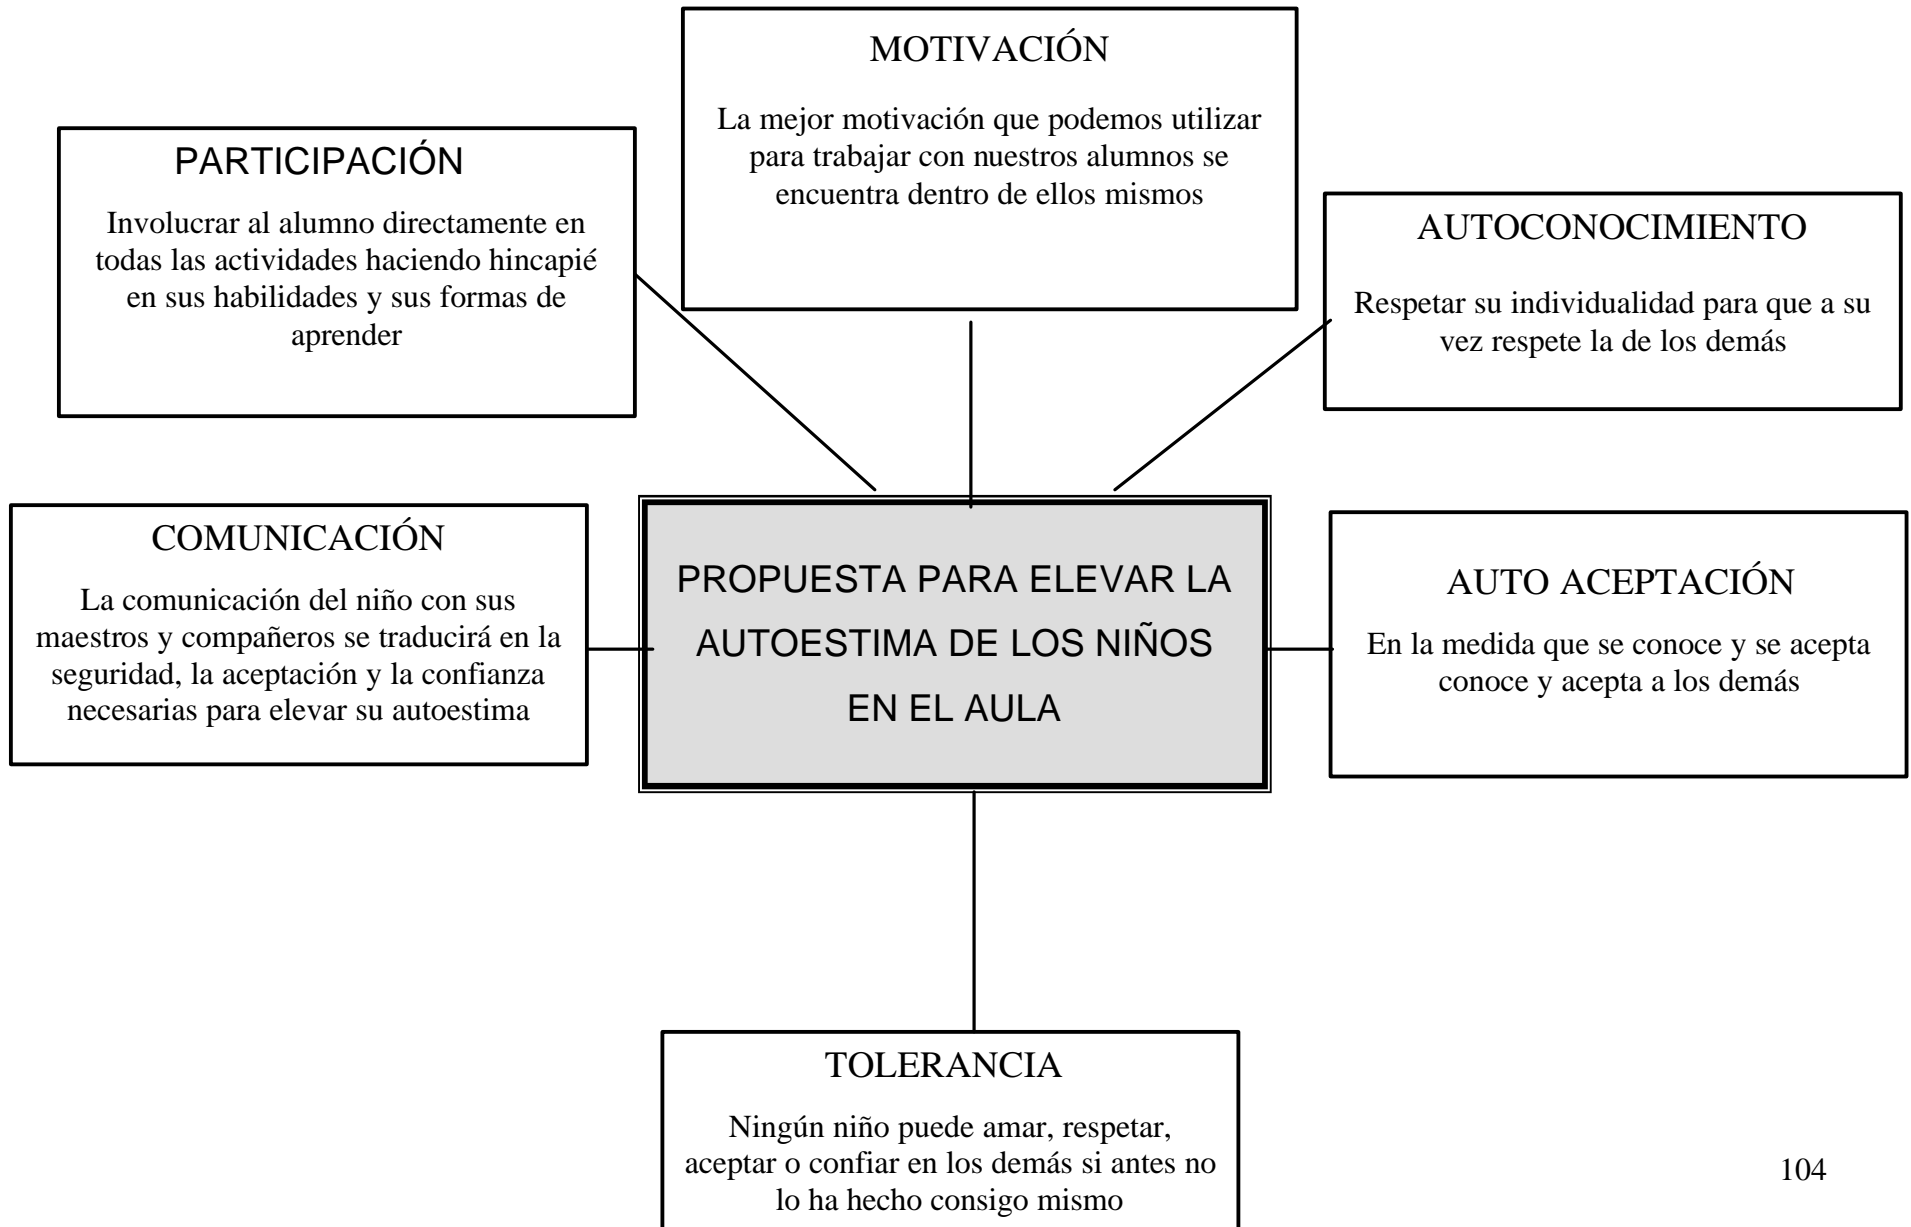 MOTIVACIÓN
La mejor motivación que podemos utilizar
para trabajar con nuestros alumnos se
encuentra dentro de ellos mismos
PARTICIPACIÓN
Involucrar al alumno directamente en
todas las actividades haciendo hincapié
en sus habilidades y sus formas de
aprender
AUTOCONOCIMIENTO
Respetar su individualidad para que a su
vez respete la de los demás
COMUNICACIÓN
La comunicación del niño con sus
maestros y compañeros se traducirá en la
seguridad, la aceptación y la confianza
necesarias para elevar su autoestima
PROPUESTA PARA ELEVAR LA
AUTOESTIMA DE LOS NIÑOS
EN EL AULA
AUTO ACEPTACIÓN
En la medida que se conoce y se acepta
conoce y acepta a los demás
TOLERANCIA
Ningún niño puede amar, respetar,
aceptar o confiar en los demás si antes no
lo ha hecho consigo mismo
104